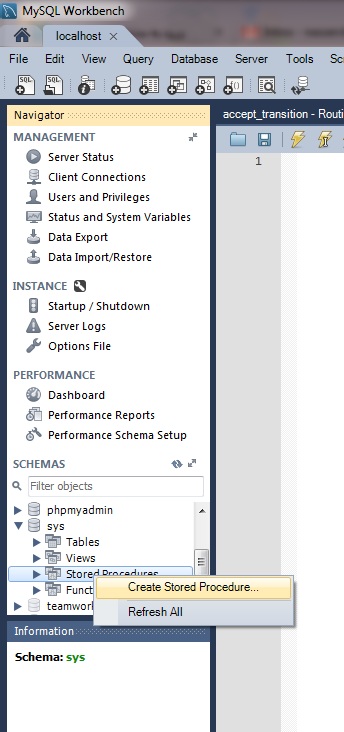 MySQL Workbench
localhost
File Edit View Query Database Server Tools
Navigator
accept_transition - Routi
MANAGEMENT
1
Server Status
Client Connections
Users and Privileges
Status and System Variables
Data Export
Data Import/Restore
INSTANCE
Startup / Shutdown
Server Logs
Options File
PERFORMANCE
Dashboard
Performance Reports
Performance Schema Setup
SCHEMAS
Filter objects
phpmyadmin
sys
Tables
Views
Stored Procedures
Create Stored Procedure...
Funct
teamwork
Refresh All
Information
Schema: sys